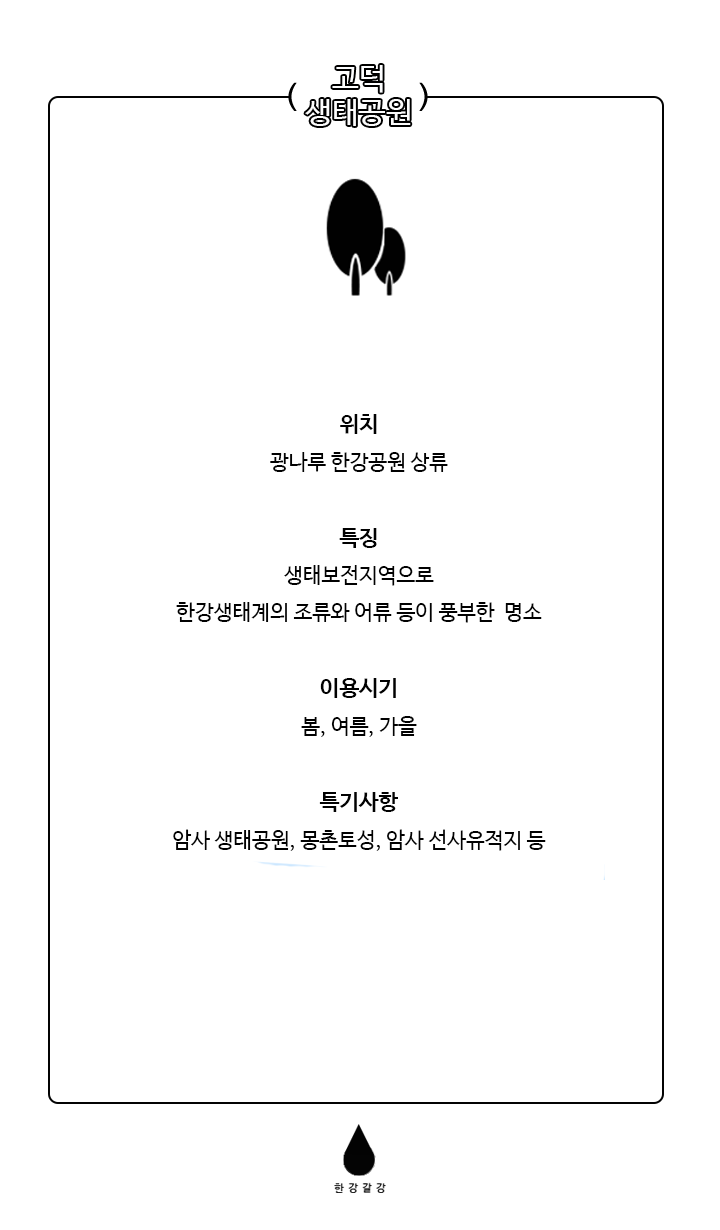 고덕
생태공원
위치
광나루 한강공원 상류
특징
생태보전지역으로
한강생태계의 조류와 어류 등이 풍부한 명소
이용시기
봄, 여름, 가을
특기사항
암사 생태공원, 몽촌토성, 암사 선사유적지 등
한강갈강